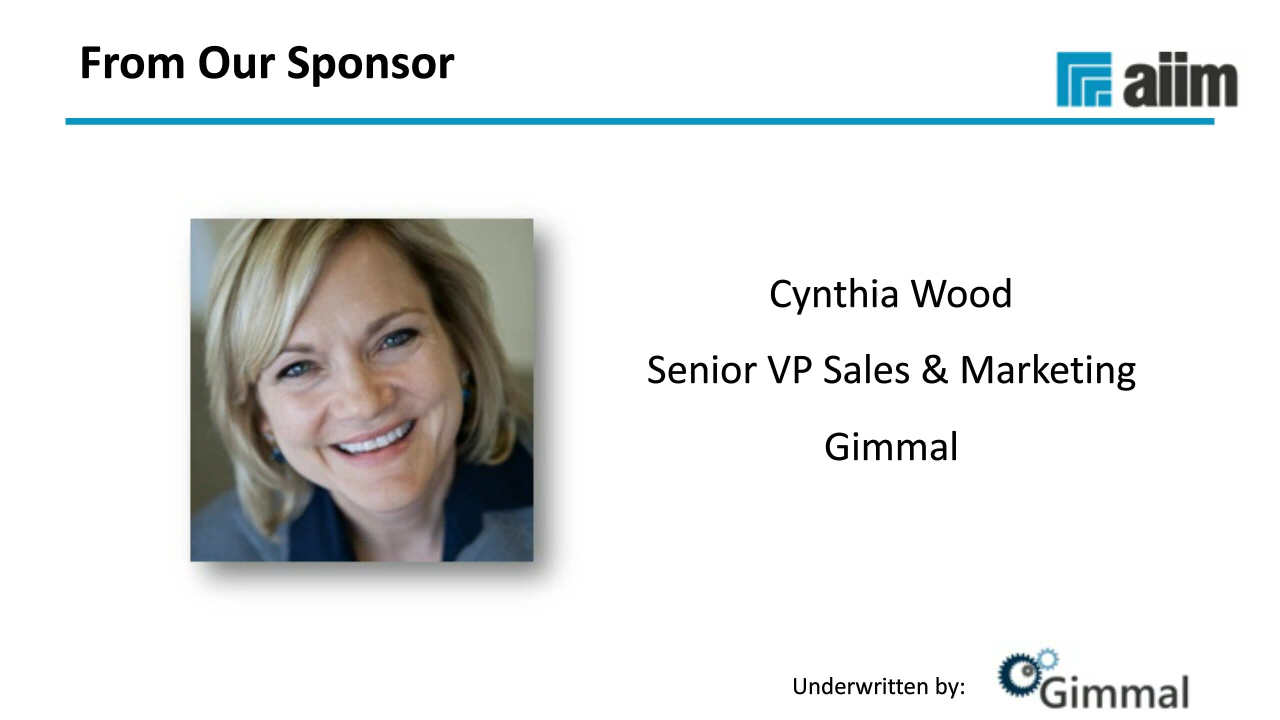 From Our Sponsor
aiim
Cynthia Wood
Senior VP Sales & Marketing
Gimmal
Underwritten by:
Gimmal